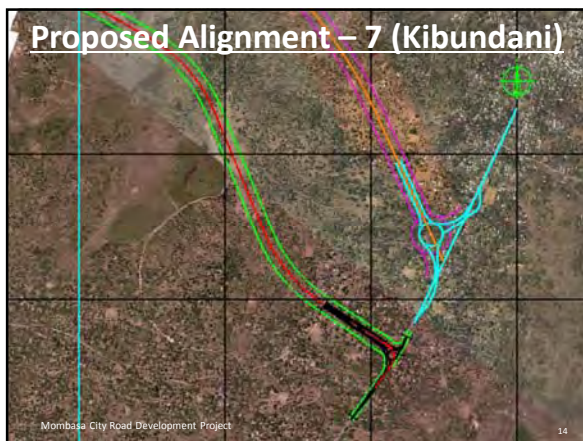 Proposed Alignment – 7 (Kibundani)
Mombasa City Road Development Project
14